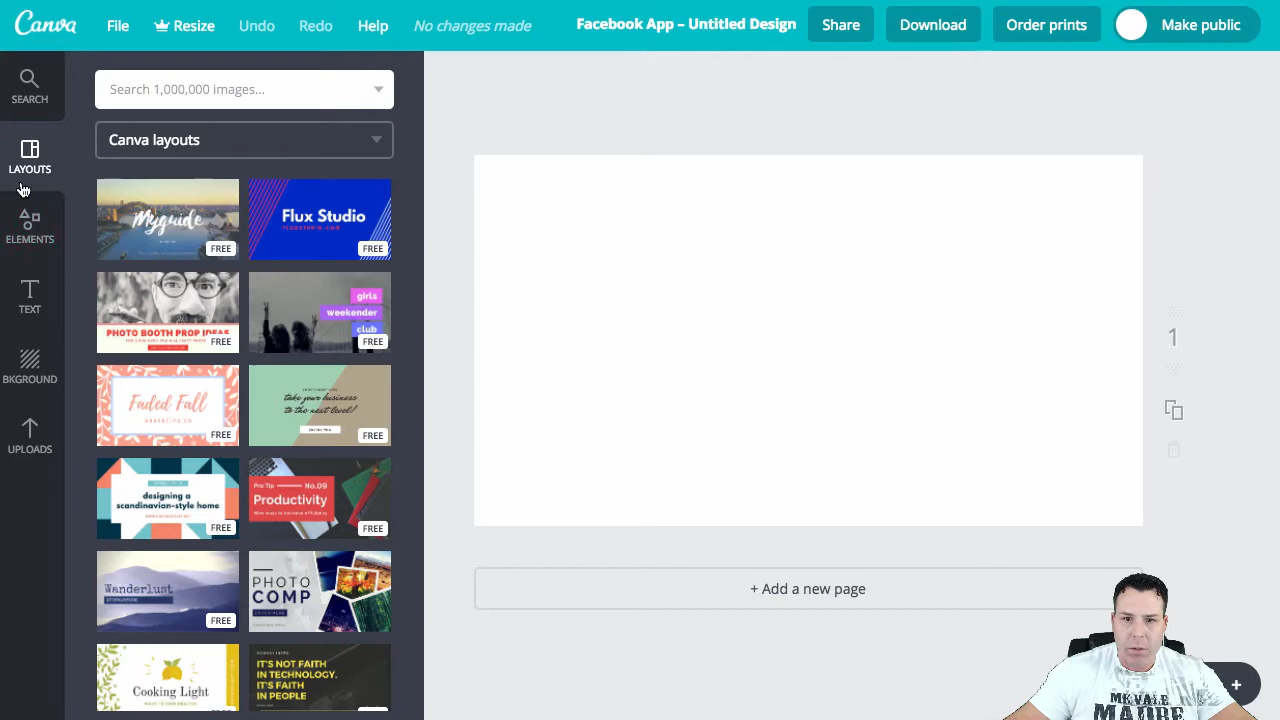 Canva File Resize Undo Redo Help No changes made Facebook App – Untitled Design Share Download Order prints Make public
SEARCH
LAYOUTS
ELEMENTS
TEXT
BKGROUND
UPLOADS
Search 1,000,000 images...
Canva layouts
Myguide
FREE
Flux Studio
FLUXSTUDIO.COM
FREE
PHOTO BOOTH PROP IDEAS
FREE
girls
weekender
club
FREE
Faded Fall
FREE
take your business
to the next level!
FREE
designing a
scandinavian-style home
FREE
Pro Tip No.09
Productivity
FREE
Wanderlust
FREE
PHOTO
COMP
Cooking Light
IT'S NOT FAITH
IN TECHNOLOGY.
IT'S FAITH
IN PEOPLE
1
+ Add a new page
+